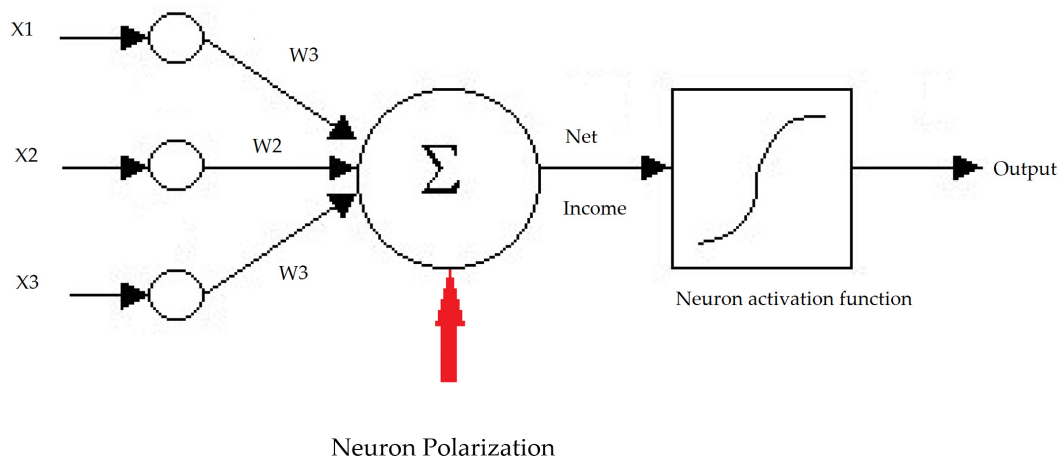 X1
W3
X2
W2
Σ
Net
Income
Output
X3
W3
Neuron activation function
Neuron Polarization